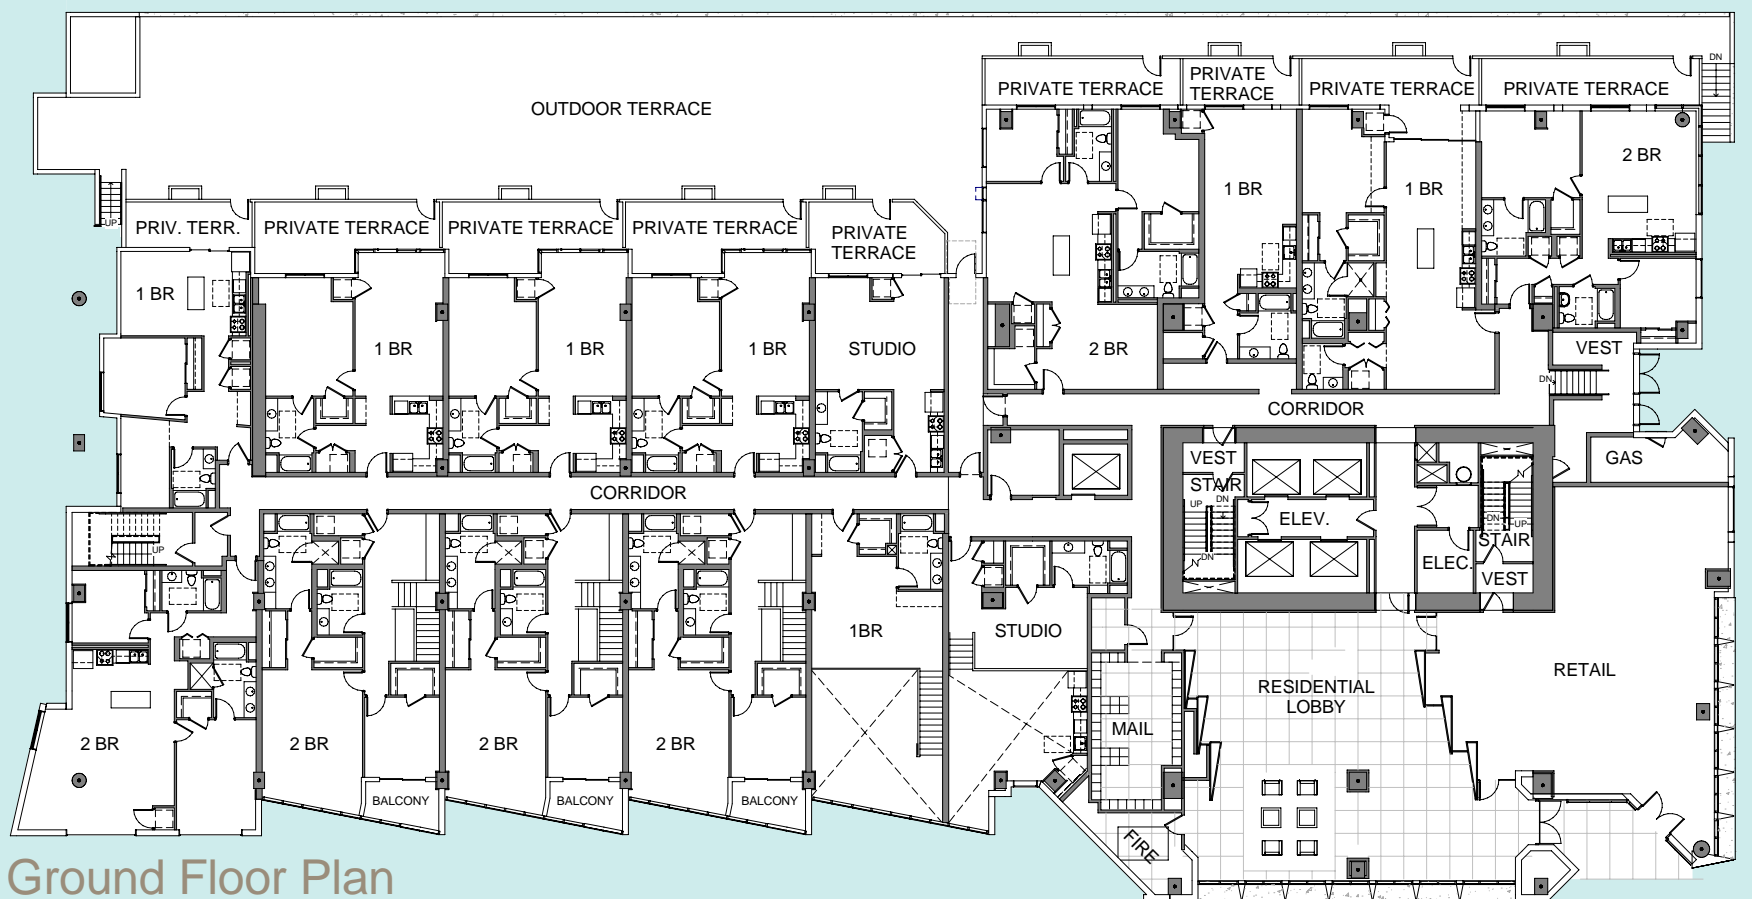 OUTDOOR TERRACE
DN
PRIVATE TERRACE
PRIVATE
TERRACE
PRIVATE TERRACE
PRIVATE TERRACE
2 BR
1 BR
1 BR
UP
PRIV. TERR.
PRIVATE TERRACE
PRIVATE TERRACE
PRIVATE TERRACE
PRIVATE
TERRACE
1 BR
1 BR
1 BR
1 BR
STUDIO
2 BR
VEST
DN
CORRIDOR
GAS
VEST
STAIR
UP
DN
DN
N
ELEV.
N
DN
UP
STAIR
ELEC.
VEST
CORRIDOR
UP
1BR
STUDIO
RETAIL
RESIDENTIAL
LOBBY
MAIL
2 BR
2 BR
2 BR
2 BR
BALCONY
BALCONY
BALCONY
FIRE
Ground Floor Plan